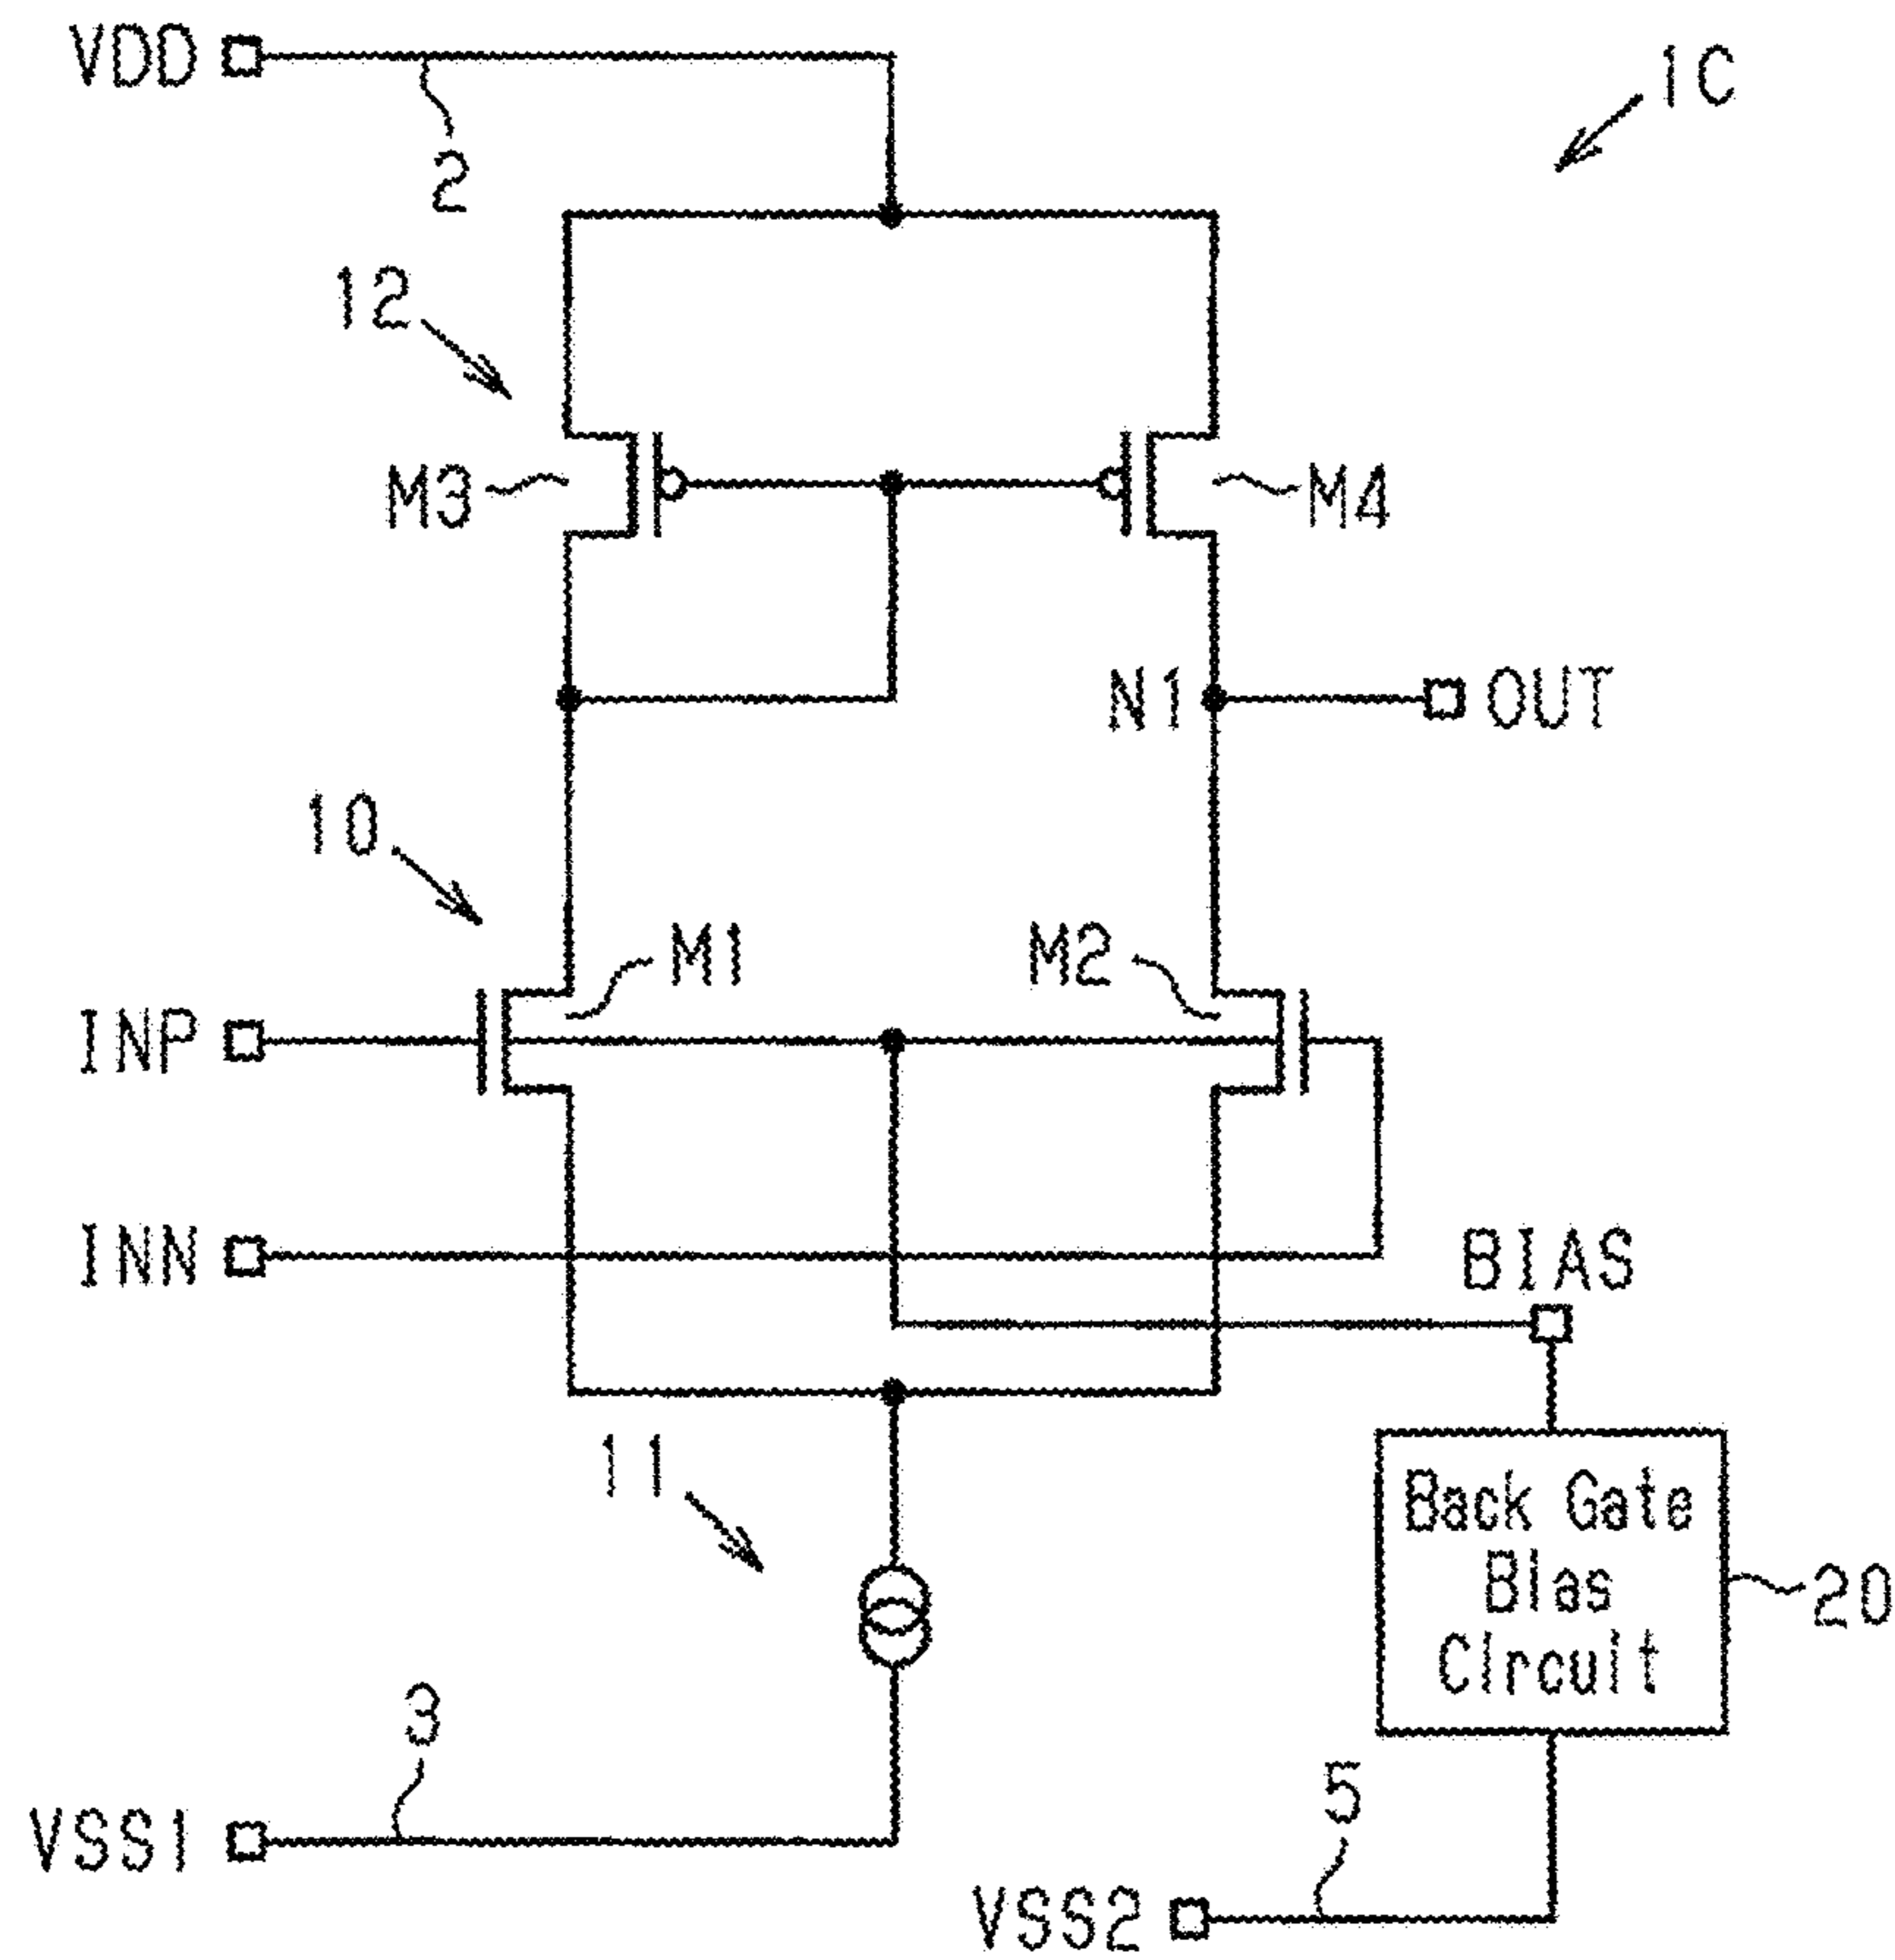 VDD
1C
2
12
M3
M4
N1
OUT
10
M1
M2
INP
INN
BIAS
11
Back Gate
Bias
Circuit
20
3
5
VSS1
VSS2